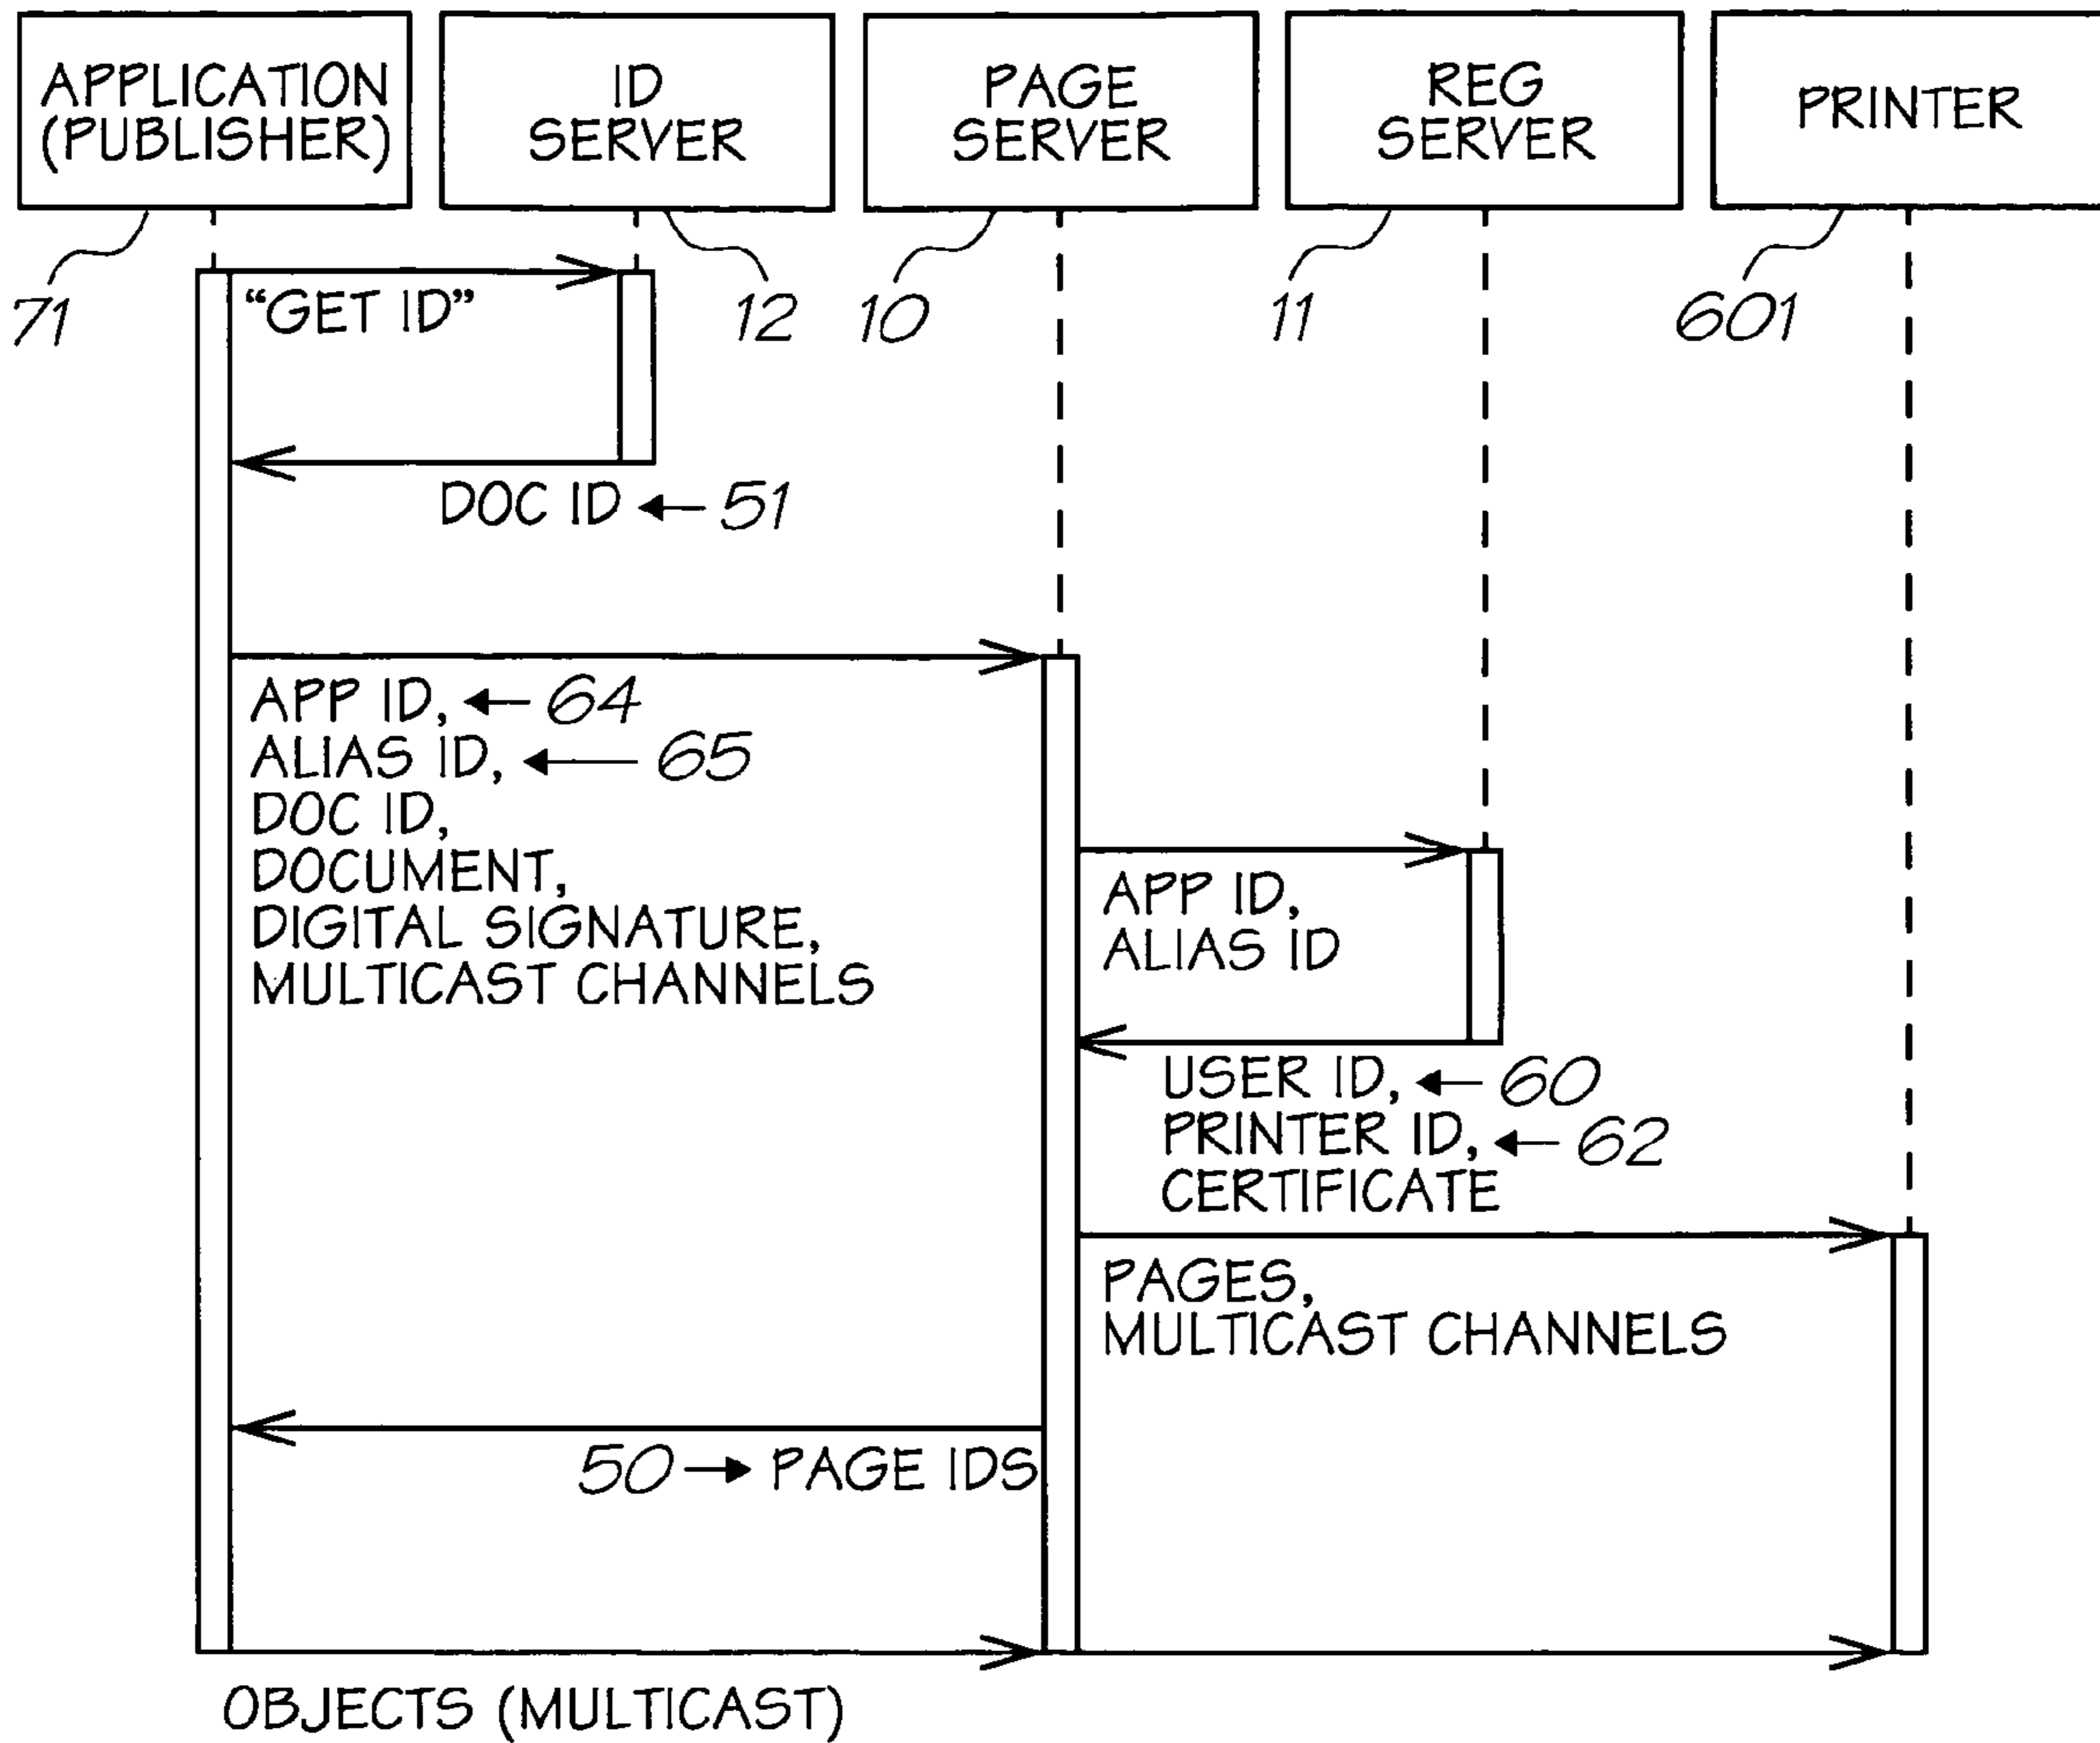 APPLICATION
(PUBLISHER)
ID
SERVER
PAGE
SERVER
REG
SERVER
PRINTER
71
12
10
11
601
“GET ID”
DOC ID 51
APP ID, 64
ALIAS ID, 65
DOC ID,
DOCUMENT,
DIGITAL SIGNATURE,
MULTICAST CHANNELS
APP ID,
ALIAS ID
USER ID, 60
PRINTER ID, 62
CERTIFICATE
PAGES,
MULTICAST CHANNELS
50 PAGE IDS
OBJECTS (MULTICAST)